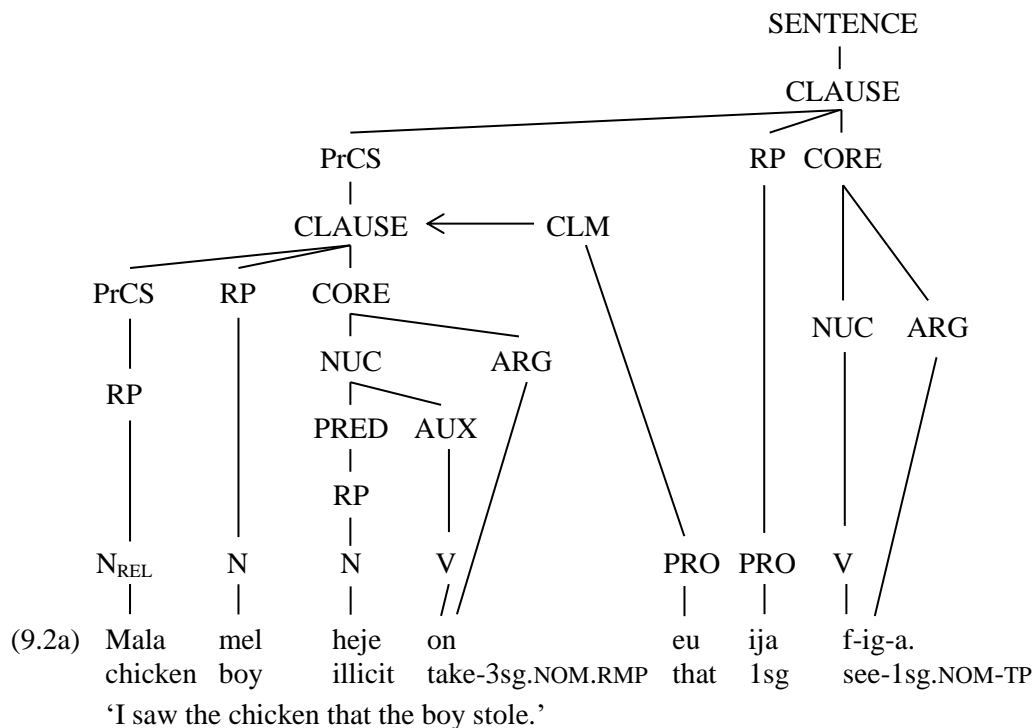 SENTENCE
CLAUSE
PrCS RP CORE
CLAUSE CLM
PrCS RP CORE
NUC ARG
NUC ARG
RP
PRED AUX
RP
N_REL N N V PRO PRO V
(9.2a) Mala mel heje on eu ija f-ig-a.
chicken boy illicit take-3sg.NOM.RMP that 1sg see-1sg.NOM-TP
‘I saw the chicken that the boy stole.’